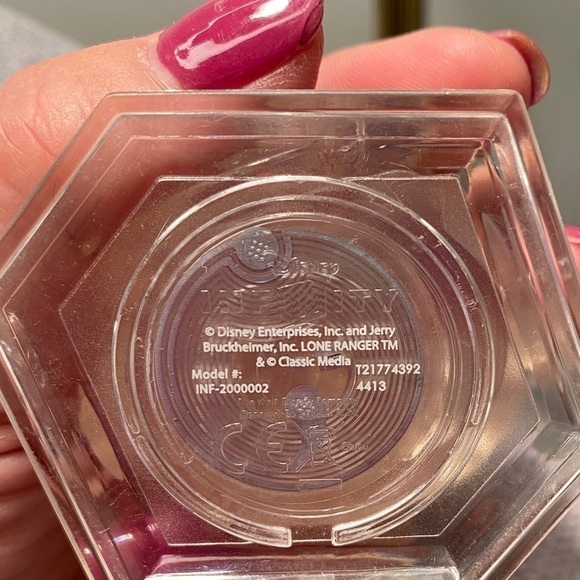 DISNEY
INFINITY
© Disney Enterprises, Inc. and Jerry
Bruckheimer, Inc. LONE RANGER TM
& © Classic Media
Model #: T21774392
INF-2000002 4413
CE